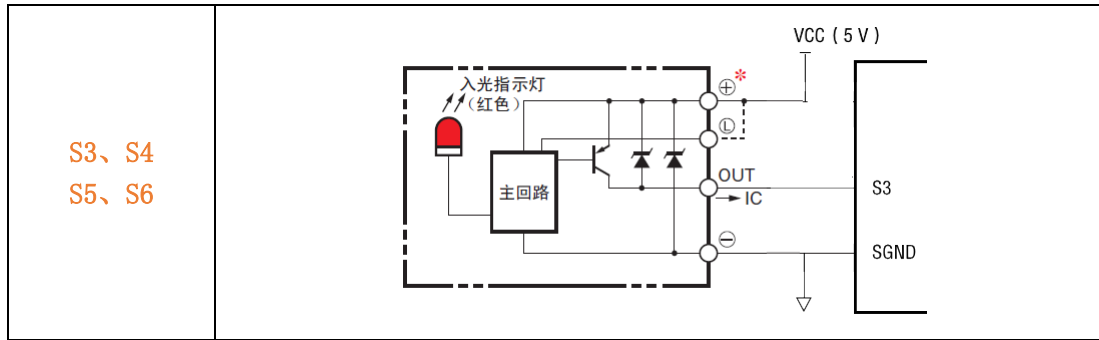 S3、S4
S5、S6
VCC ( 5 V )
入光指示灯
(红色)
⊕*
Ⓛ
主回路
OUT
IC
⊖
S3
SGND